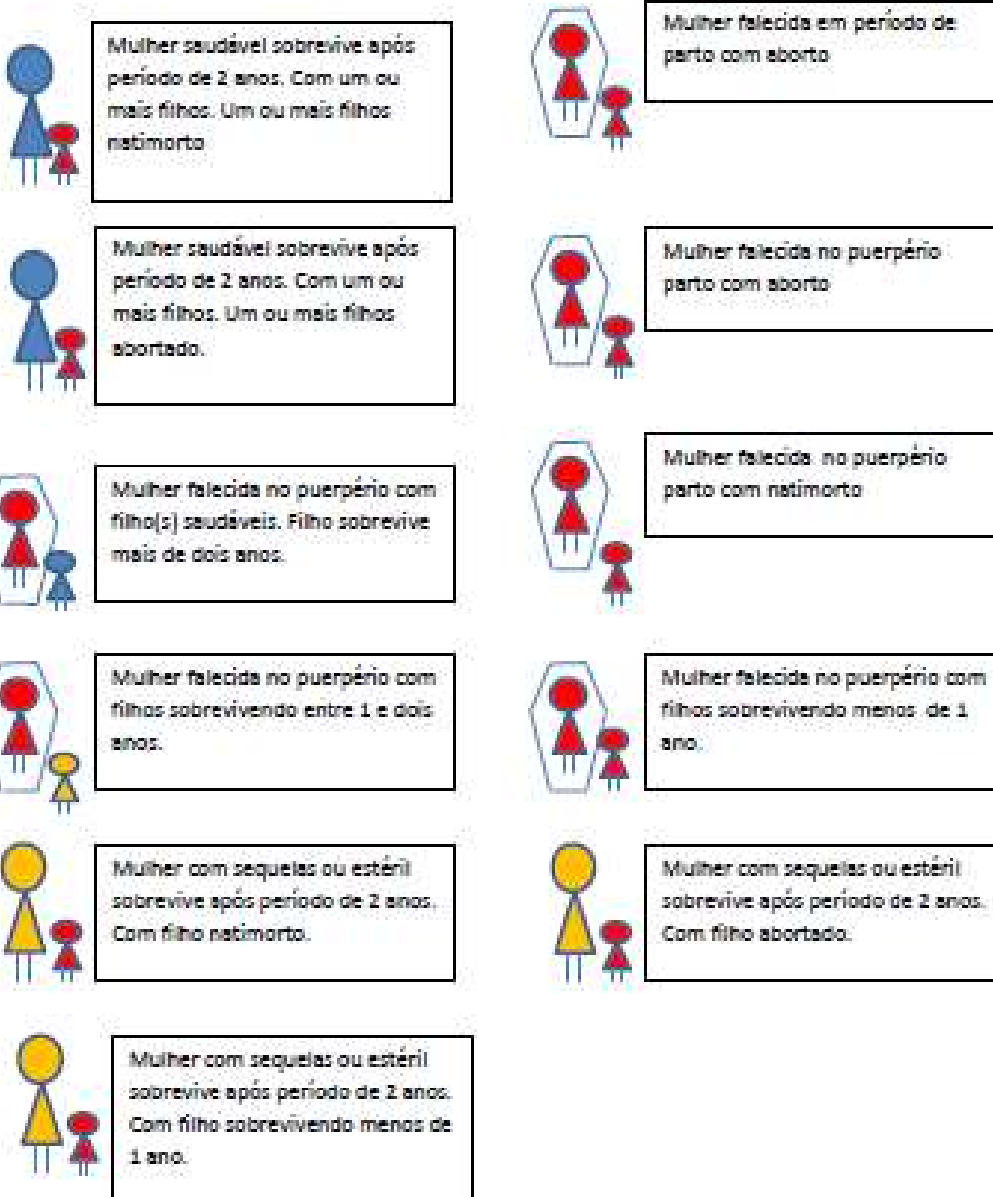 Mulher saudável sobrevive após
período de 2 anos. Com um ou
mais filhos. Um ou mais filhos
natimorto
Mulher falecida em período de
parto com aborto
Mulher saudável sobrevive após
período de 2 anos. Com um ou
mais filhos. Um ou mais filhos
abortado.
Mulher falecida no puerpério
parto com aborto
Mulher falecida no puerpério com
filho(s) saudáveis. Filho sobrevive
mais de dois anos.
Mulher falecida no puerpério
parto com natimorto
Mulher falecida no puerpério com
filhos sobrevivendo entre 1 e dois
anos.
Mulher falecida no puerpério com
filhos sobrevivendo menos de 1
ano.
Mulher com sequelas ou estéril
sobrevive após período de 2 anos.
Com filho natimorto.
Mulher com sequelas ou estéril
sobrevive após período de 2 anos.
Com filho abortado.
Mulher com sequelas ou estéril
sobrevive após período de 2 anos.
Com filho sobrevivendo menos de
1 ano.